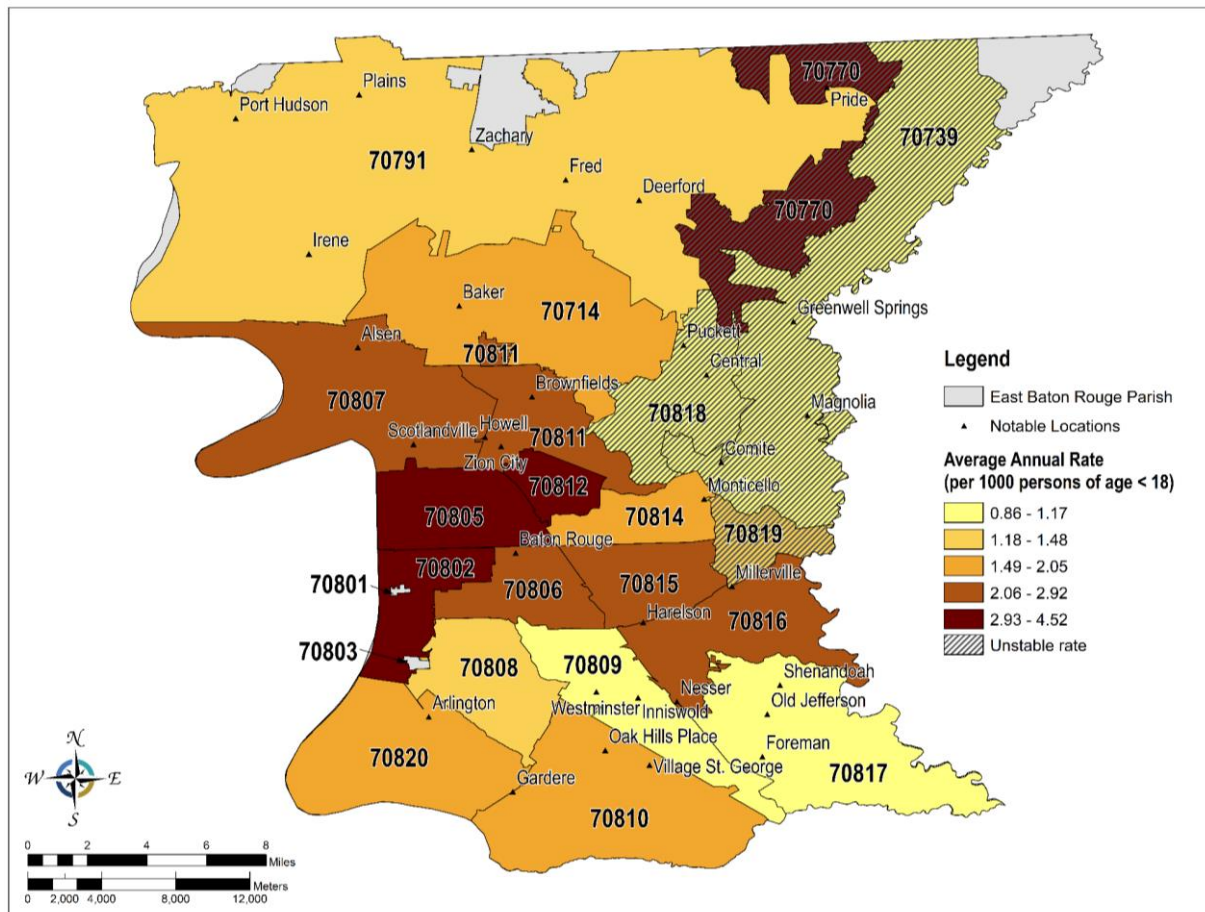 70770
Plains
Port Hudson
Pride
70739
Zachary
70791
Fred
Deerford
70770
Irene
Baker
70714
Greenwell Springs
Alsen
Puckett
70811
Central
Brownfields
70807
70818
Magnolia
Howell
Scotlandville
70811
Comite
Zion City
70812
Monticello
70805
70814
70819
Baton Rouge
70802
70801
70806
70815
Millerville
Harelson
70816
70803
70808
70809
Shenandoah
Nesser
Westminster
Inniswold
Old Jefferson
Arlington
Oak Hills Place
Foreman
70820
Village St. George
70817
Gardere
70810
Legend
East Baton Rouge Parish
Notable Locations
Average Annual Rate
(per 1000 persons of age < 18)
0.86 - 1.17
1.18 - 1.48
1.49 - 2.05
2.06 - 2.92
2.93 - 4.52
Unstable rate
N
W E
S
0 2 4 6 8
Miles
Meters
0 2,000 4,000 8,000 12,000